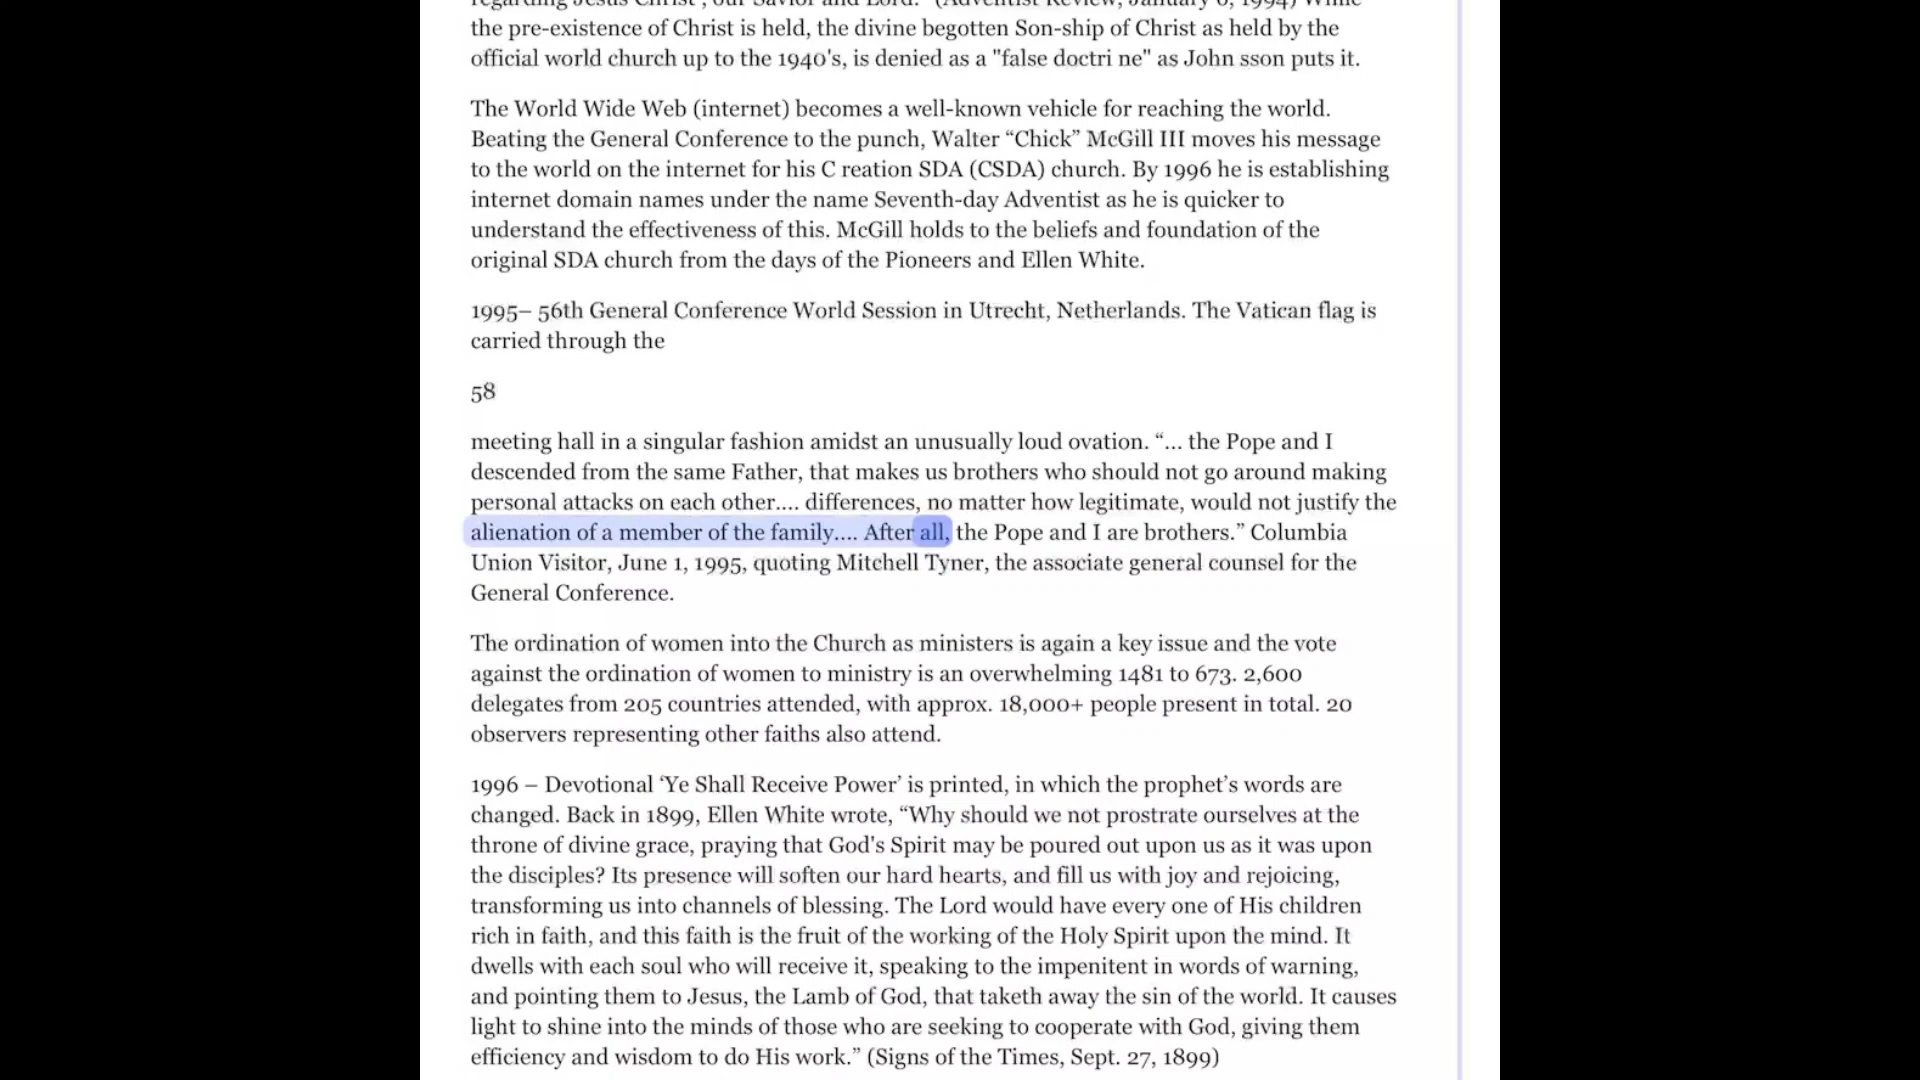 regarding Jesus Christ, our Savior and Lord." (Adventist Review, January 6, 1994) While
the pre-existence of Christ is held, the divine begotten Son-ship of Christ as held by the
official world church up to the 1940's, is denied as a "false doctri ne" as John sson puts it.
The World Wide Web (internet) becomes a well-known vehicle for reaching the world.
Beating the General Conference to the punch, Walter “Chick” McGill III moves his message
to the world on the internet for his C reation SDA (CSDA) church. By 1996 he is establishing
internet domain names under the name Seventh-day Adventist as he is quicker to
understand the effectiveness of this. McGill holds to the beliefs and foundation of the
original SDA church from the days of the Pioneers and Ellen White.
1995– 56th General Conference World Session in Utrecht, Netherlands. The Vatican flag is
carried through the
58
meeting hall in a singular fashion amidst an unusually loud ovation. “... the Pope and I
descended from the same Father, that makes us brothers who should not go around making
personal attacks on each other.... differences, no matter how legitimate, would not justify the
alienation of a member of the family.... After all, the Pope and I are brothers.” Columbia
Union Visitor, June 1, 1995, quoting Mitchell Tyner, the associate general counsel for the
General Conference.
The ordination of women into the Church as ministers is again a key issue and the vote
against the ordination of women to ministry is an overwhelming 1481 to 673. 2,600
delegates from 205 countries attended, with approx. 18,000+ people present in total. 20
observers representing other faiths also attend.
1996 – Devotional ‘Ye Shall Receive Power’ is printed, in which the prophet’s words are
changed. Back in 1899, Ellen White wrote, “Why should we not prostrate ourselves at the
throne of divine grace, praying that God's Spirit may be poured out upon us as it was upon
the disciples? Its presence will soften our hard hearts, and fill us with joy and rejoicing,
transforming us into channels of blessing. The Lord would have every one of His children
rich in faith, and this faith is the fruit of the working of the Holy Spirit upon the mind. It
dwells with each soul who will receive it, speaking to the impenitent in words of warning,
and pointing them to Jesus, the Lamb of God, that taketh away the sin of the world. It causes
light to shine into the minds of those who are seeking to cooperate with God, giving them
efficiency and wisdom to do His work.” (Signs of the Times, Sept. 27, 1899)